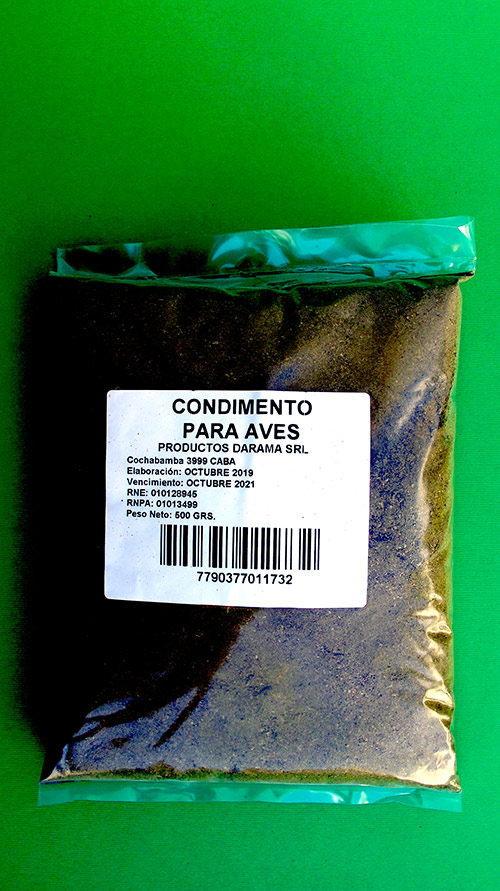 CONDIMENTO
PARA AVES
PRODUCTOS DARAMA SRL
Cochabamba 3999 CABA
Elaboración: OCTUBRE 2019
Vencimiento: OCTUBRE 2021
RNE: 010128945
RNPA: 01013499
Peso Neto: 500 GRS.
7790377011732